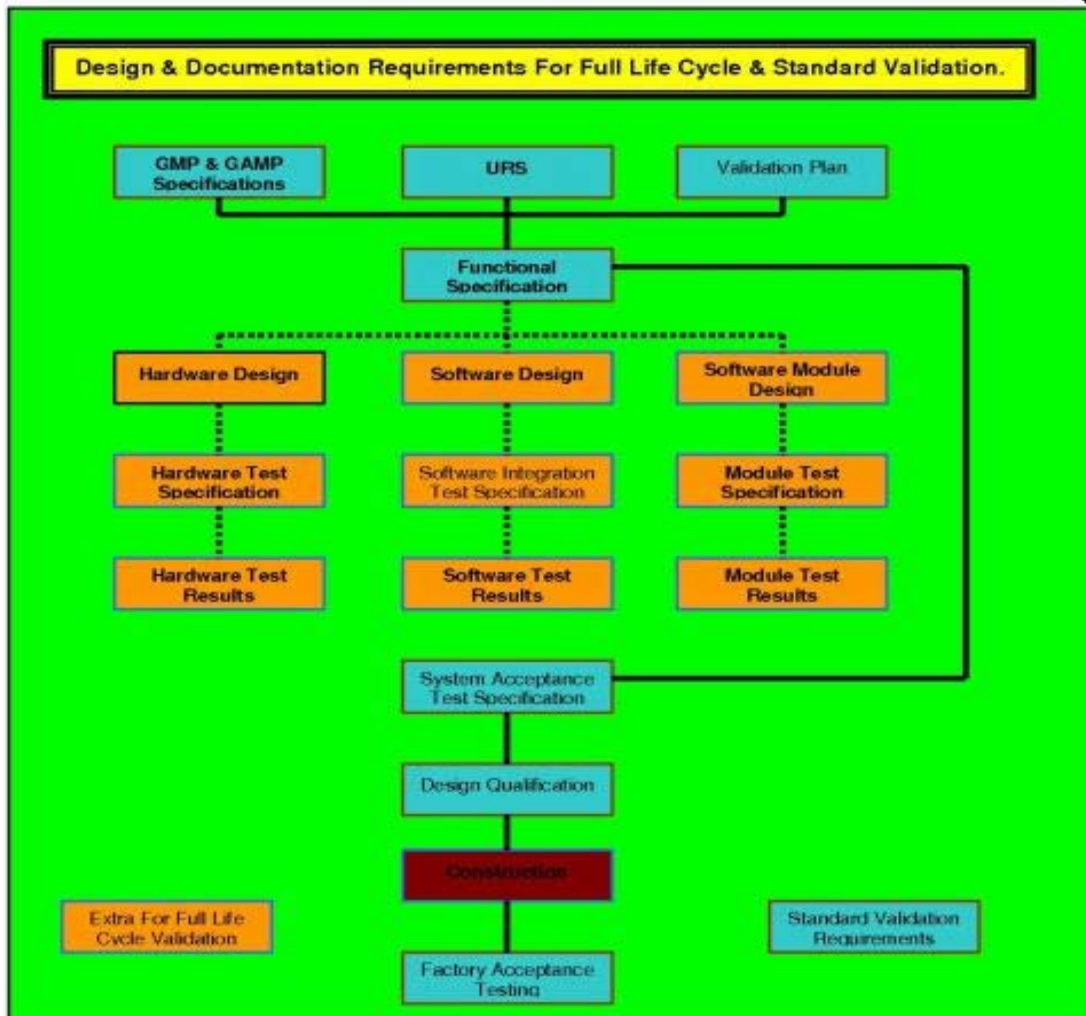 Design & Documentation Requirements For Full Life Cycle & Standard Validation.
GMP & GAMP
Specifications
URS
Validation Plan
Functional
Specification
Hardware Design
Software Design
Software Module
Design
Hardware Test
Specification
Software Integration
Test Specification
Module Test
Specification
Hardware Test
Results
Software Test
Results
Module Test
Results
System Acceptance
Test Specification
Design Qualification
Construction
Extra For Full Life
Cycle Validation
Standard Validation
Requirements
Factory Acceptance
Testing